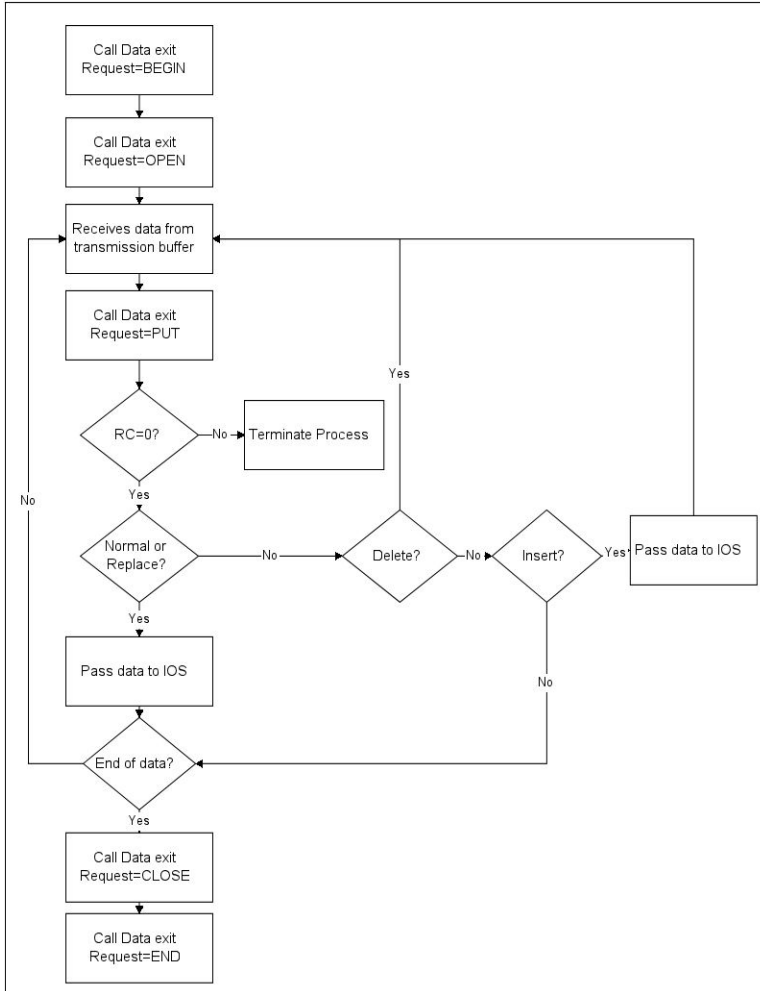 Call Data exit
Request=BEGIN
Call Data exit
Request=OPEN
Receives data from
transmission buffer
Call Data exit
Request=PUT
Yes
RC=0?
No
Terminate Process
No
Yes
Normal or
Replace?
No
Delete?
No
Insert?
Yes
Pass data to IOS
Yes
Pass data to IOS
No
End of data?
Yes
Call Data exit
Request=CLOSE
Call Data exit
Request=END